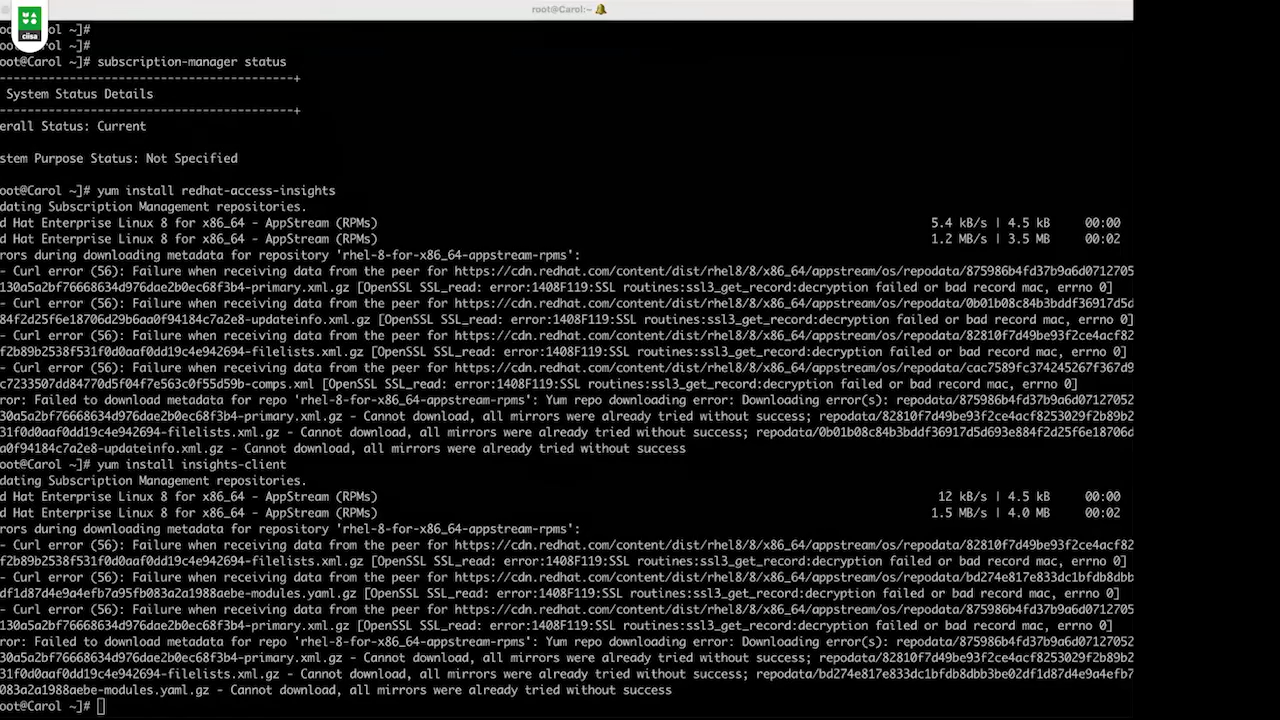 root@Carol:~
clisa
ol ~]#
oot@Carol ~]#
oot@Carol ~]# subscription-manager status
-------------------------------------------+
System Status Details
-------------------------------------------+
erall Status: Current
stem Purpose Status: Not Specified
oot@Carol ~]# yum install redhat-access-insights
dating Subscription Management repositories.
d Hat Enterprise Linux 8 for x86_64 - AppStream (RPMs) 5.4 kB/s | 4.5 kB 00:00
d Hat Enterprise Linux 8 for x86_64 - AppStream (RPMs) 1.2 MB/s | 3.5 MB 00:02
rors during downloading metadata for repository 'rhel-8-for-x86_64-appstream-rpms':
- Curl error (56): Failure when receiving data from the peer for https://cdn.redhat.com/content/dist/rhel8/8/x86_64/appstream/os/repodata/875986b4fd37b9a6d0712705
130a5a2bf76668634d976dae2b0ec68f3b4-primary.xml.gz [OpenSSL SSL_read: error:1408F119:SSL routines:ssl3_get_record:decryption failed or bad record mac, errno 0]
- Curl error (56): Failure when receiving data from the peer for https://cdn.redhat.com/content/dist/rhel8/8/x86_64/appstream/os/repodata/0b01b08c84b3bddf36917d5d
84f2d25f6e18706d29b6aa0f94184c7a2e8-updateinfo.xml.gz [OpenSSL SSL_read: error:1408F119:SSL routines:ssl3_get_record:decryption failed or bad record mac, errno 0]
- Curl error (56): Failure when receiving data from the peer for https://cdn.redhat.com/content/dist/rhel8/8/x86_64/appstream/os/repodata/82810f7d49be93f2ce4acf82
f2b89b2538f531f0d0aaf0dd19c4e942694-filelists.xml.gz [OpenSSL SSL_read: error:1408F119:SSL routines:ssl3_get_record:decryption failed or bad record mac, errno 0]
- Curl error (56): Failure when receiving data from the peer for https://cdn.redhat.com/content/dist/rhel8/8/x86_64/appstream/os/repodata/cac7589fc374245267f367d9
c7233507dd84770d5f04f7e563c0f55d59b-comps.xml [OpenSSL SSL_read: error:1408F119:SSL routines:ssl3_get_record:decryption failed or bad record mac, errno 0]
ror: Failed to download metadata for repo 'rhel-8-for-x86_64-appstream-rpms': Yum repo downloading error: Downloading error(s): repodata/875986b4fd37b9a6d07127052
30a5a2bf76668634d976dae2b0ec68f3b4-primary.xml.gz - Cannot download, all mirrors were already tried without success; repodata/82810f7d49be93f2ce4acf8253029f2b89b2
31f0d0aaf0dd19c4e942694-filelists.xml.gz - Cannot download, all mirrors were already tried without success; repodata/0b01b08c84b3bddf36917d5d693e884f2d25f6e18706d
a0f94184c7a2e8-updateinfo.xml.gz - Cannot download, all mirrors were already tried without success
oot@Carol ~]# yum install insights-client
dating Subscription Management repositories.
d Hat Enterprise Linux 8 for x86_64 - AppStream (RPMs) 12 kB/s | 4.5 kB 00:00
d Hat Enterprise Linux 8 for x86_64 - AppStream (RPMs) 1.5 MB/s | 4.0 MB 00:02
rors during downloading metadata for repository 'rhel-8-for-x86_64-appstream-rpms':
- Curl error (56): Failure when receiving data from the peer for https://cdn.redhat.com/content/dist/rhel8/8/x86_64/appstream/os/repodata/82810f7d49be93f2ce4acf82
f2b89b2538f531f0d0aaf0dd19c4e942694-filelists.xml.gz [OpenSSL SSL_read: error:1408F119:SSL routines:ssl3_get_record:decryption failed or bad record mac, errno 0]
- Curl error (56): Failure when receiving data from the peer for https://cdn.redhat.com/content/dist/rhel8/8/x86_64/appstream/os/repodata/bd274e817e833dc1bfdb8dbb
df1d87d4e9a4efb7a95fb083a2a1988aebe-modules.yaml.gz [OpenSSL SSL_read: error:1408F119:SSL routines:ssl3_get_record:decryption failed or bad record mac, errno 0]
- Curl error (56): Failure when receiving data from the peer for https://cdn.redhat.com/content/dist/rhel8/8/x86_64/appstream/os/repodata/875986b4fd37b9a6d0712705
130a5a2bf76668634d976dae2b0ec68f3b4-primary.xml.gz [OpenSSL SSL_read: error:1408F119:SSL routines:ssl3_get_record:decryption failed or bad record mac, errno 0]
ror: Failed to download metadata for repo 'rhel-8-for-x86_64-appstream-rpms': Yum repo downloading error: Downloading error(s): repodata/875986b4fd37b9a6d07127052
30a5a2bf76668634d976dae2b0ec68f3b4-primary.xml.gz - Cannot download, all mirrors were already tried without success; repodata/82810f7d49be93f2ce4acf8253029f2b89b2
31f0d0aaf0dd19c4e942694-filelists.xml.gz - Cannot download, all mirrors were already tried without success; repodata/bd274e817e833dc1bfdb8dbb3be02df1d87d4e9a4efb7
083a2a1988aebe-modules.yaml.gz - Cannot download, all mirrors were already tried without success
oot@Carol ~]#